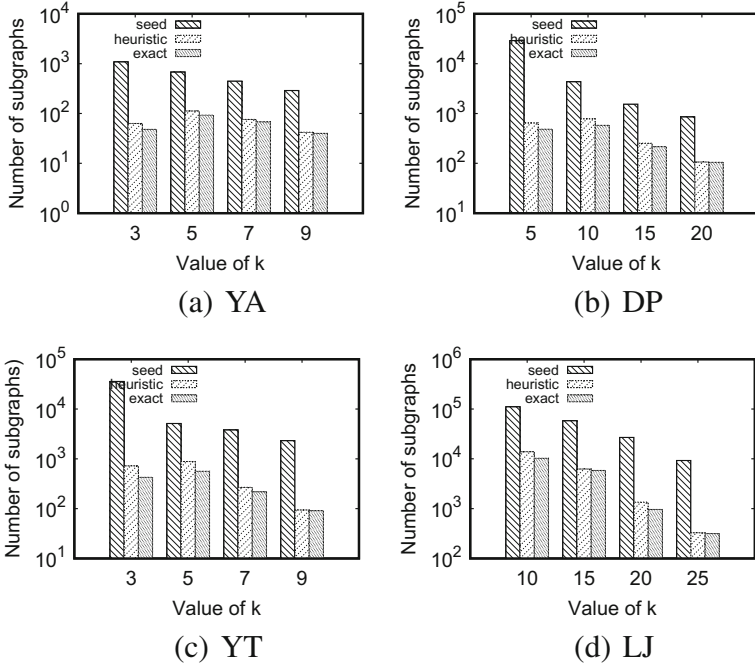 Number of subgraphs
10^4
10^3
10^2
10^1
10^0
seed
heuristic
exact
3 5 7 9
Value of k
(a) YA
Number of subgraphs
10^5
10^4
10^3
10^2
10^1
seed
heuristic
exact
5 10 15 20
Value of k
(b) DP
Number of subgraphs)
10^5
10^4
10^3
10^2
10^1
seed
heuristic
exact
3 5 7 9
Value of k
(c) YT
Number of subgraphs
10^6
10^5
10^4
10^3
10^2
seed
heuristic
exact
10 15 20 25
Value of k
(d) LJ